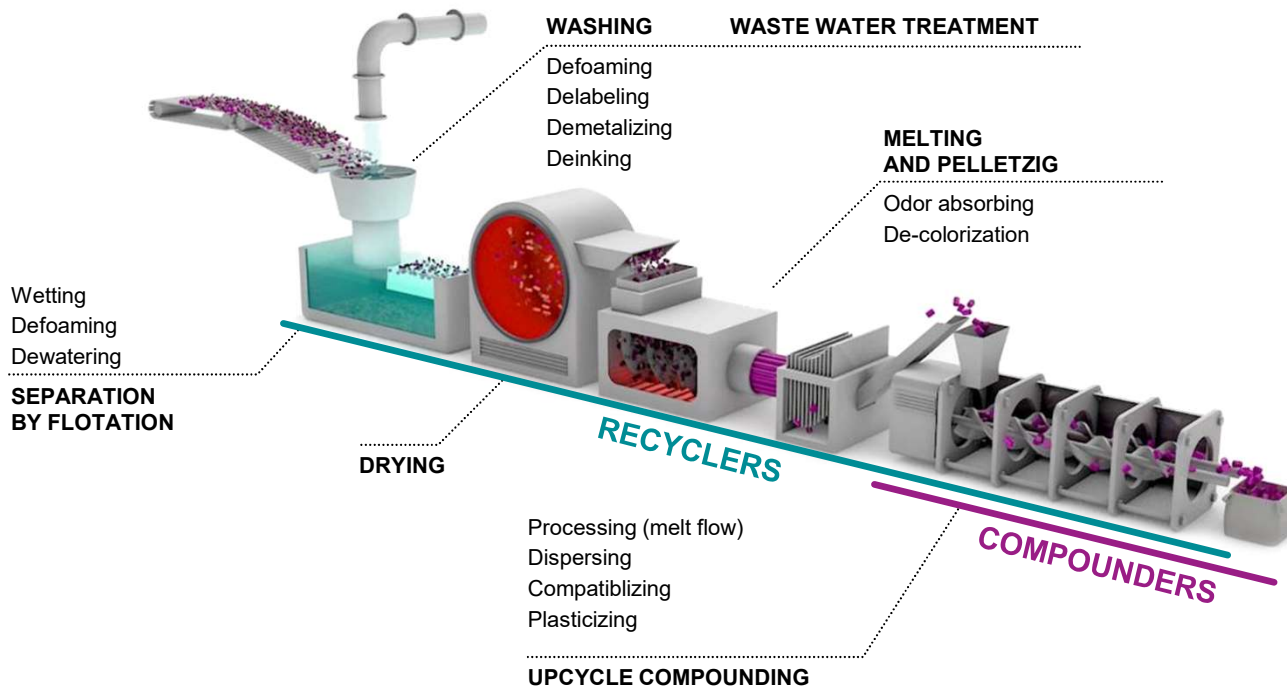 WASHING WASTE WATER TREATMENT
Defoaming
Delabeling
Demetalizing
Deinking
MELTING
AND PELLETZIG
Odor absorbing
De-colorization
Wetting
Defoaming
Dewatering
SEPARATION
BY FLOTATION
DRYING
RECYCLERS
Processing (melt flow)
Dispersing
Compatiblizing
Plasticizing
UPCYCLE COMPOUNDING
COMPOUNDERS